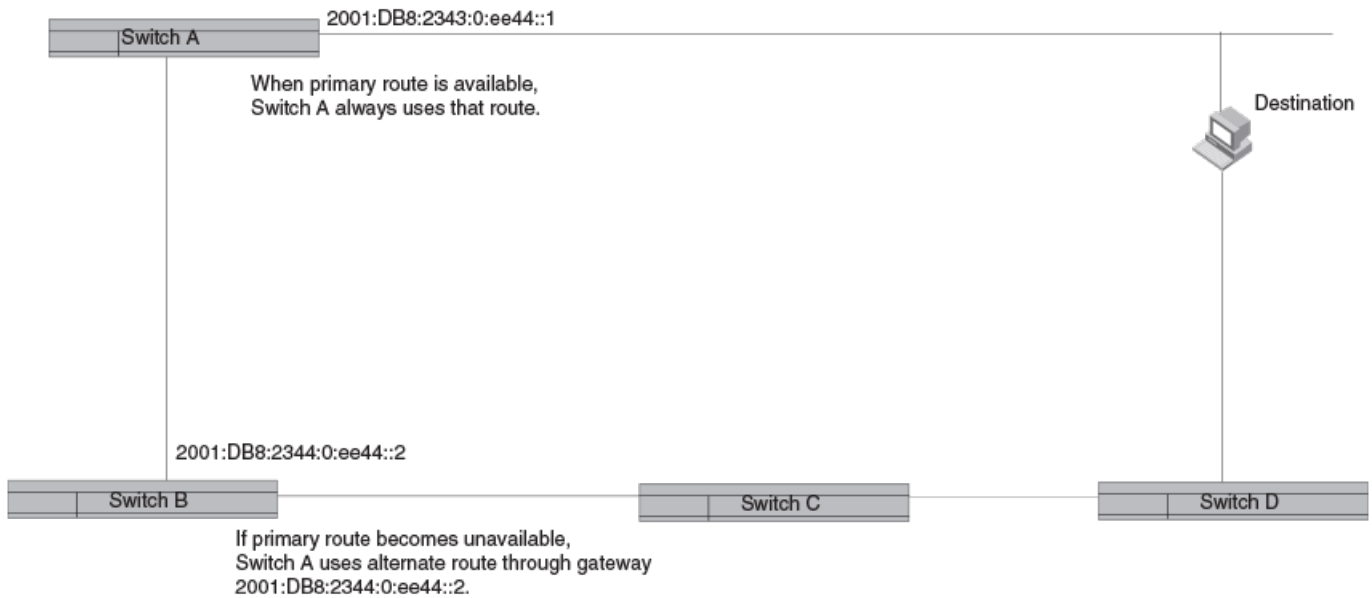 2001:DB8:2343:0:ee44::1
Switch A
When primary route is available,
Switch A always uses that route.
Destination
2001:DB8:2344:0:ee44::2
Switch B
Switch C
Switch D
If primary route becomes unavailable,
Switch A uses alternate route through gateway
2001:DB8:2344:0:ee44::2.